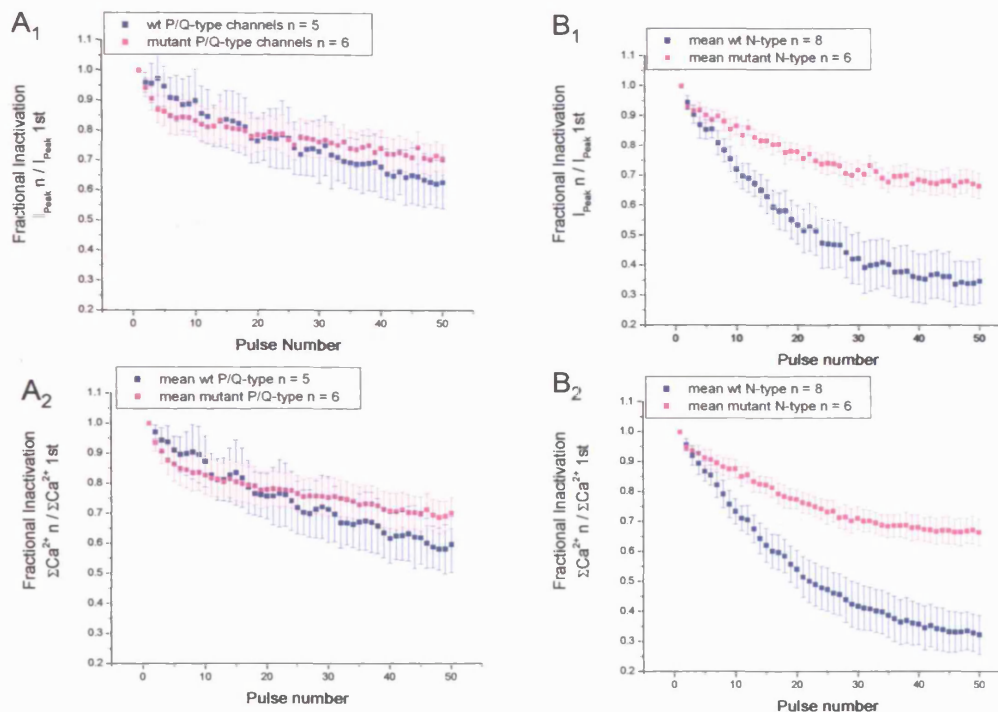 A1
wt P/Q-type channels n = 5
mutant P/Q-type channels n = 6
Fractional Inactivation
IPeak n / IPeak 1st
1.1
1.0
0.9
0.8
0.7
0.6
0.5
0.4
0.3
0.2
0 10 20 30 40 50
Pulse Number
B1
mean wt N-type n = 8
mean mutant N-type n = 6
Fractional Inactivation
IPeak n / IPeak 1st
1.1
1.0
0.9
0.8
0.7
0.6
0.5
0.4
0.3
0.2
0 10 20 30 40 50
Pulse number
A2
mean wt P/Q-type n = 5
mean mutant P/Q-type n = 6
Fractional Inactivation
ΣCa2+ n / ΣCa2+ 1st
1.1
1.0
0.9
0.8
0.7
0.6
0.5
0.4
0.3
0.2
0 10 20 30 40 50
Pulse number
B2
mean wt N-type n = 8
mean mutant N-type n = 6
Fractional Inactivation
ΣCa2+ n / ΣCa2+ 1st
1.1
1.0
0.9
0.8
0.7
0.6
0.5
0.4
0.3
0.2
0 10 20 30 40 50
Pulse number